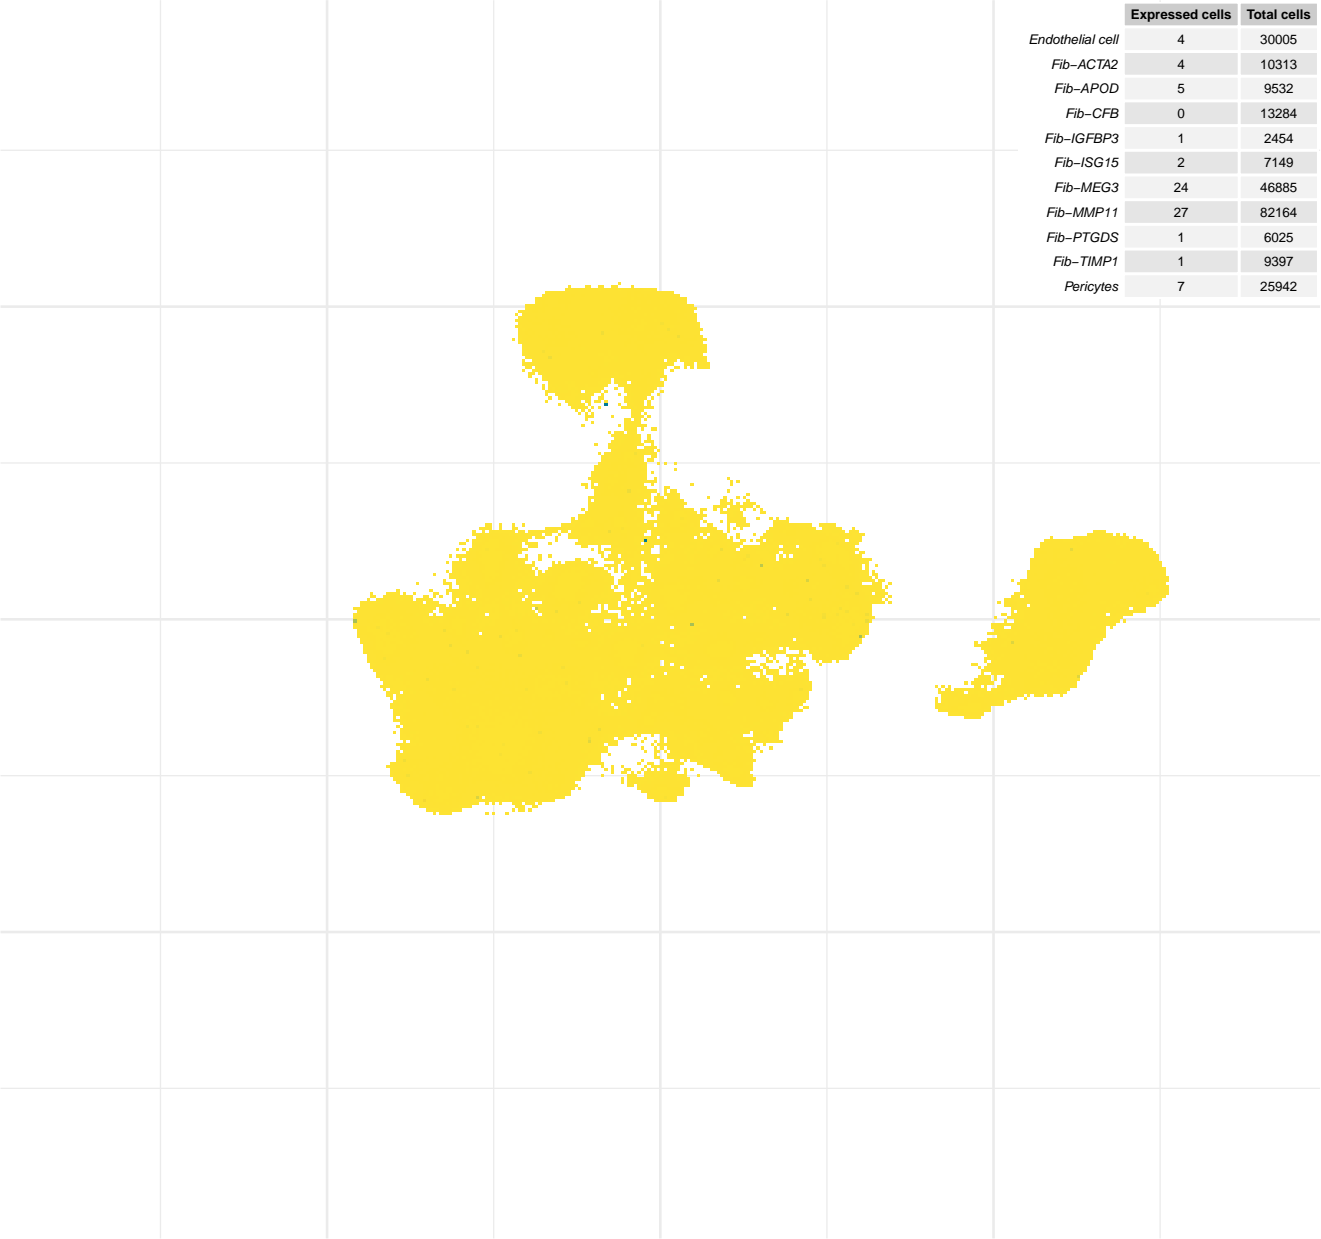 Expressed cells Total cells
Endothelial cell 4 30005
Fib−ACTA2 4 10313
Fib−APOD 5 9532
Fib−CFB 0 13284
Fib−IGFBP3 1 2454
Fib−ISG15 2 7149
Fib−MEG3 24 46885
Fib−MMP11 27 82164
Fib−PTGDS 1 6025
Fib−TIMP1 1 9397
Pericytes 7 25942